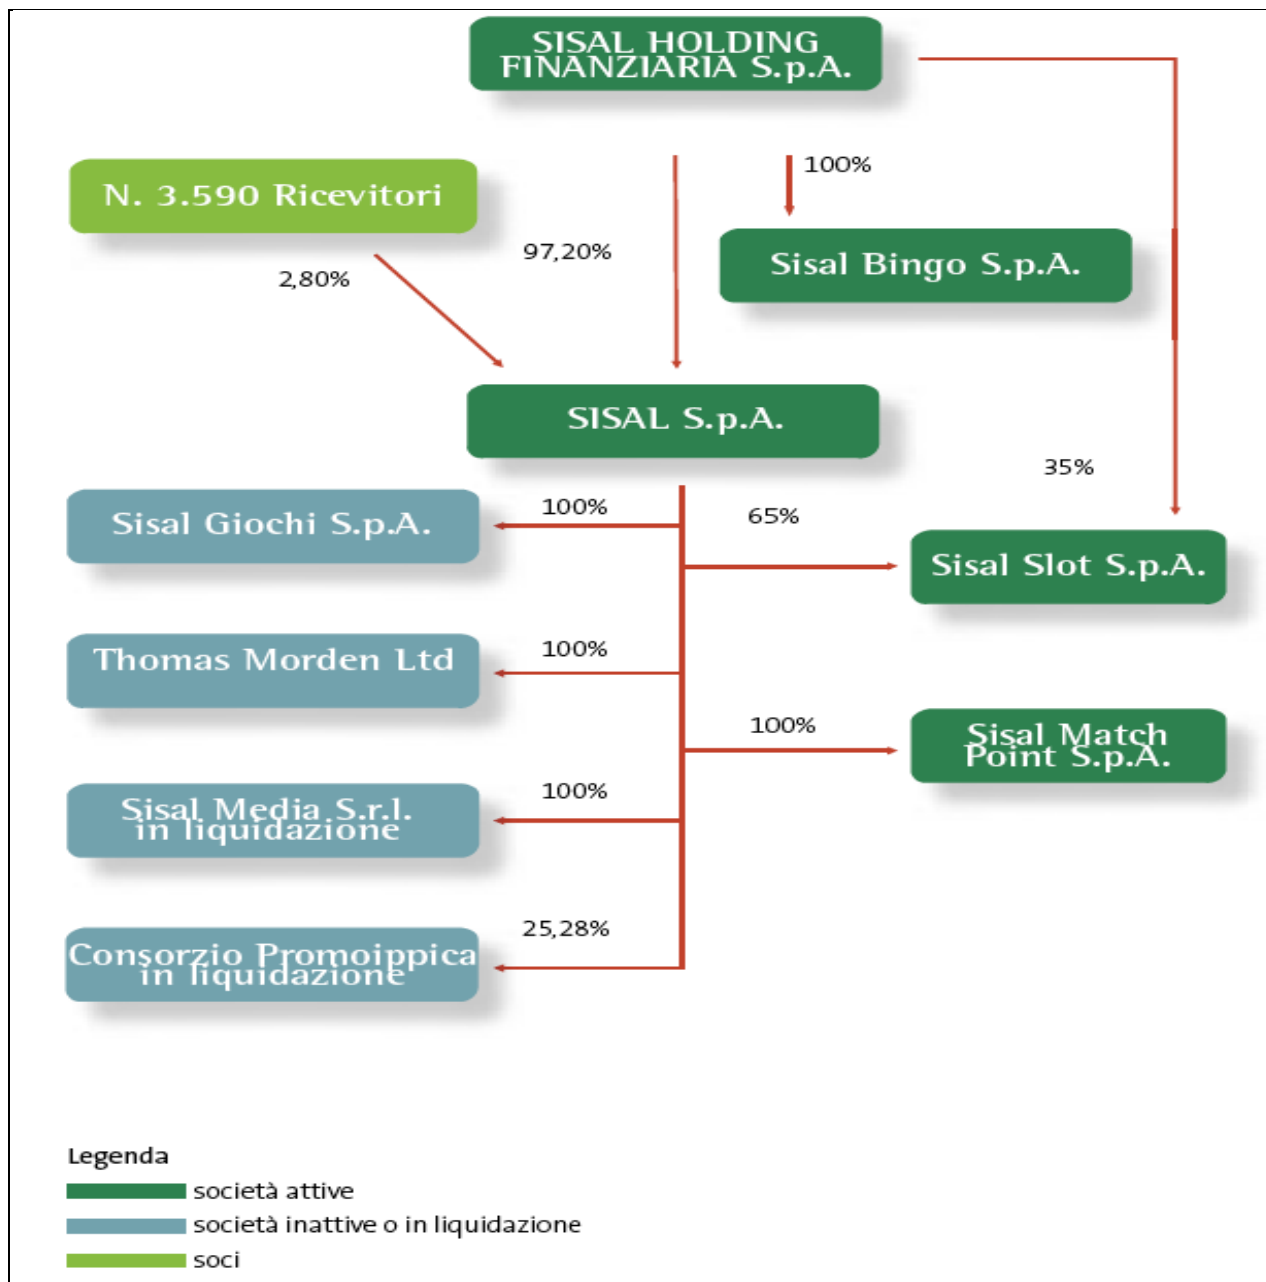 SISAL HOLDING
FINANZIARIA S.p.A.
100%
N. 3.590 Ricevitori
97,20%
Sisal Bingo S.p.A.
2,80%
SISAL S.p.A.
35%
100%
65%
Sisal Giochi S.p.A.
Sisal Slot S.p.A.
100%
Thomas Morden Ltd
100%
Sisal Match
Point S.p.A.
100%
Sisal Media S.r.l.
in liquidazione
25,28%
Consorzio Promoippica
in liquidazione
Legenda
società attive
società inattive o in liquidazione
soci